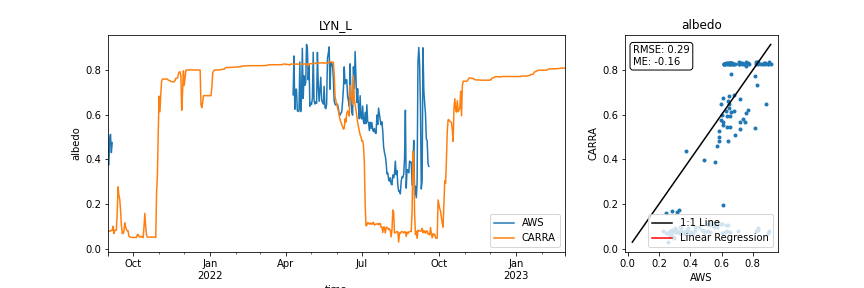 LYN_L
albedo
0.8
0.6
0.4
0.2
0.0
albedo
AWS
CARRA
Oct
Jan
2022
Apr
Jul
Oct
Jan
2023
time
albedo
RMSE: 0.29
ME: -0.16
0.8
0.6
0.4
0.2
0.0
CARRA
1:1 Line
Linear Regression
0.0
0.2
0.4
0.6
0.8
AWS